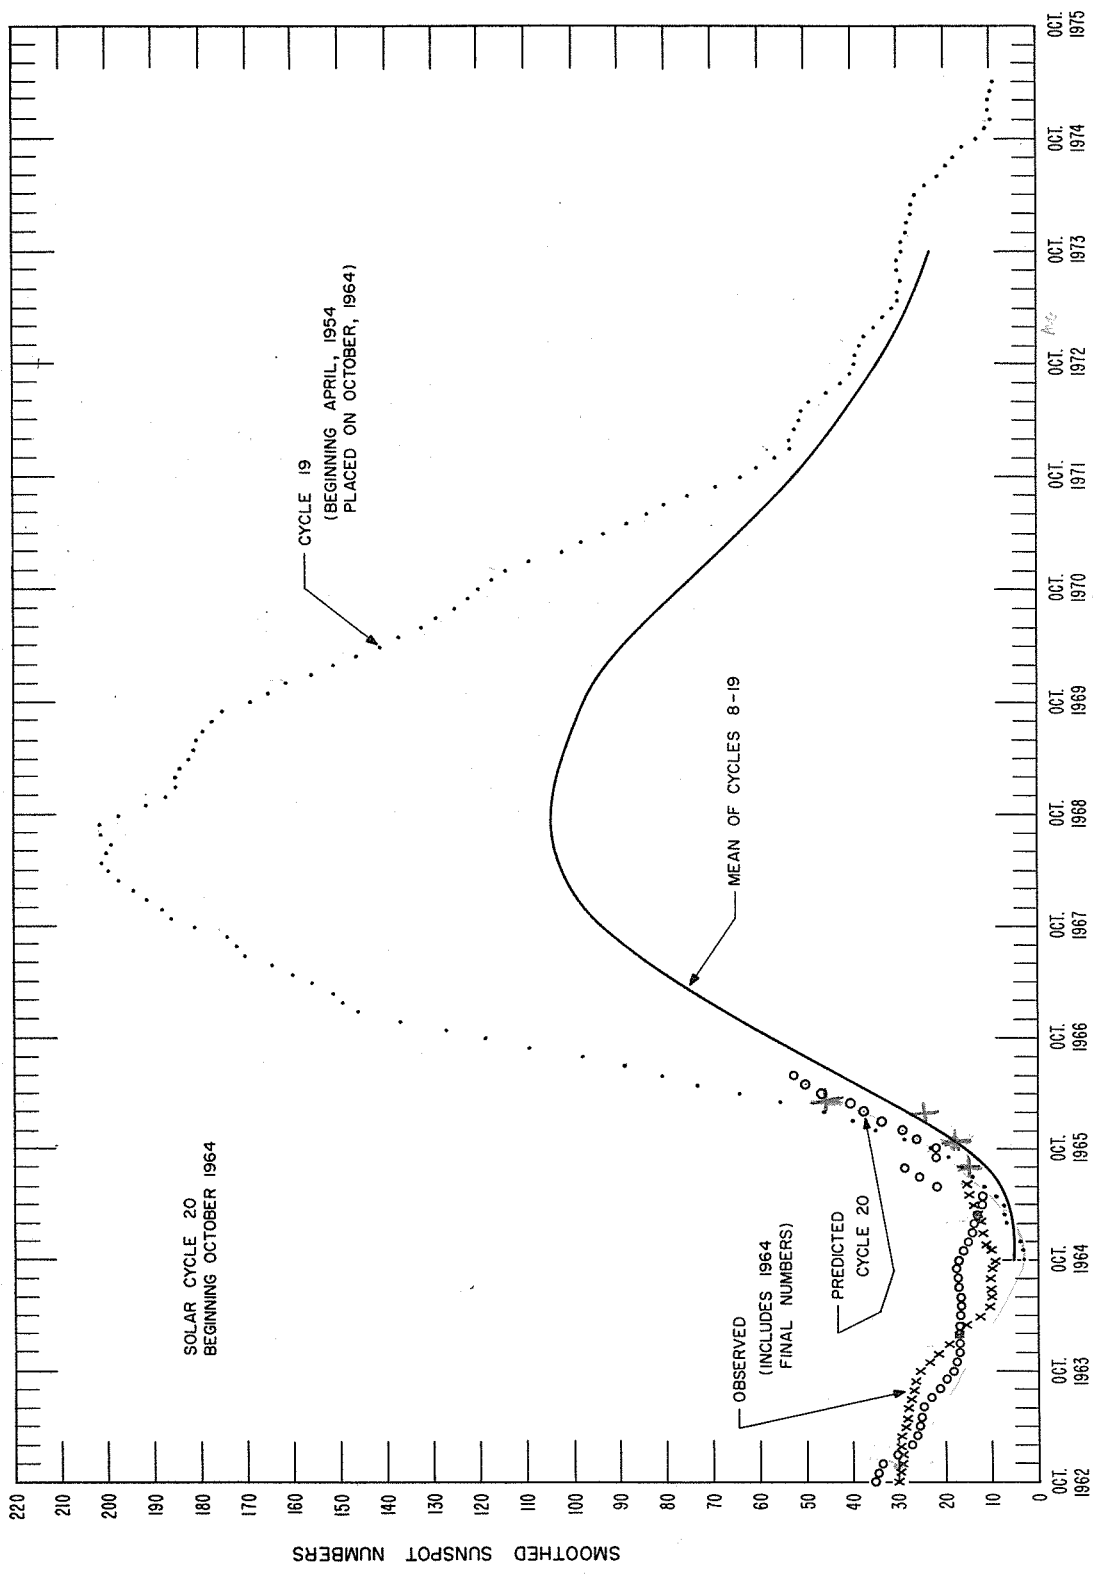 SOLAR CYCLE 20
BEGINNING OCTOBER 1964
CYCLE 19
(BEGINNING APRIL, 1954
PLACED ON OCTOBER, 1964)
MEAN OF CYCLES 8-19
OBSERVED
(INCLUDES 1964
FINAL NUMBERS)
PREDICTED
CYCLE 20
SMOOTHED SUNSPOT NUMBERS
220
210
200
190
180
170
160
150
140
130
120
110
100
90
80
70
60
50
40
30
20
10
0
OCT.
1962
OCT.
1963
OCT.
1964
OCT.
1965
OCT.
1966
OCT.
1967
OCT.
1968
OCT.
1969
OCT.
1970
OCT.
1971
OCT.
1972
OCT.
1973
OCT.
1974
OCT.
1975